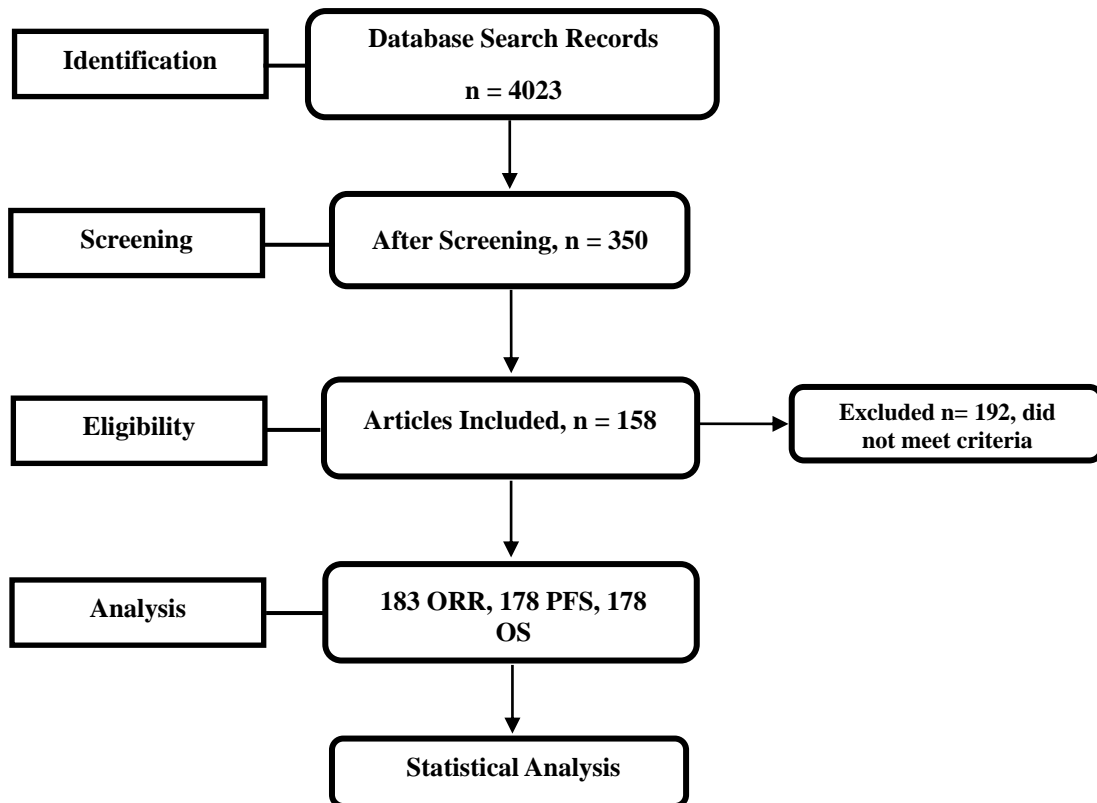 Identification
Database Search Records
n = 4023
Screening
After Screening, n = 350
Eligibility
Articles Included, n = 158
Excluded n= 192, did
not meet criteria
Analysis
183 ORR, 178 PFS, 178
OS
Statistical Analysis